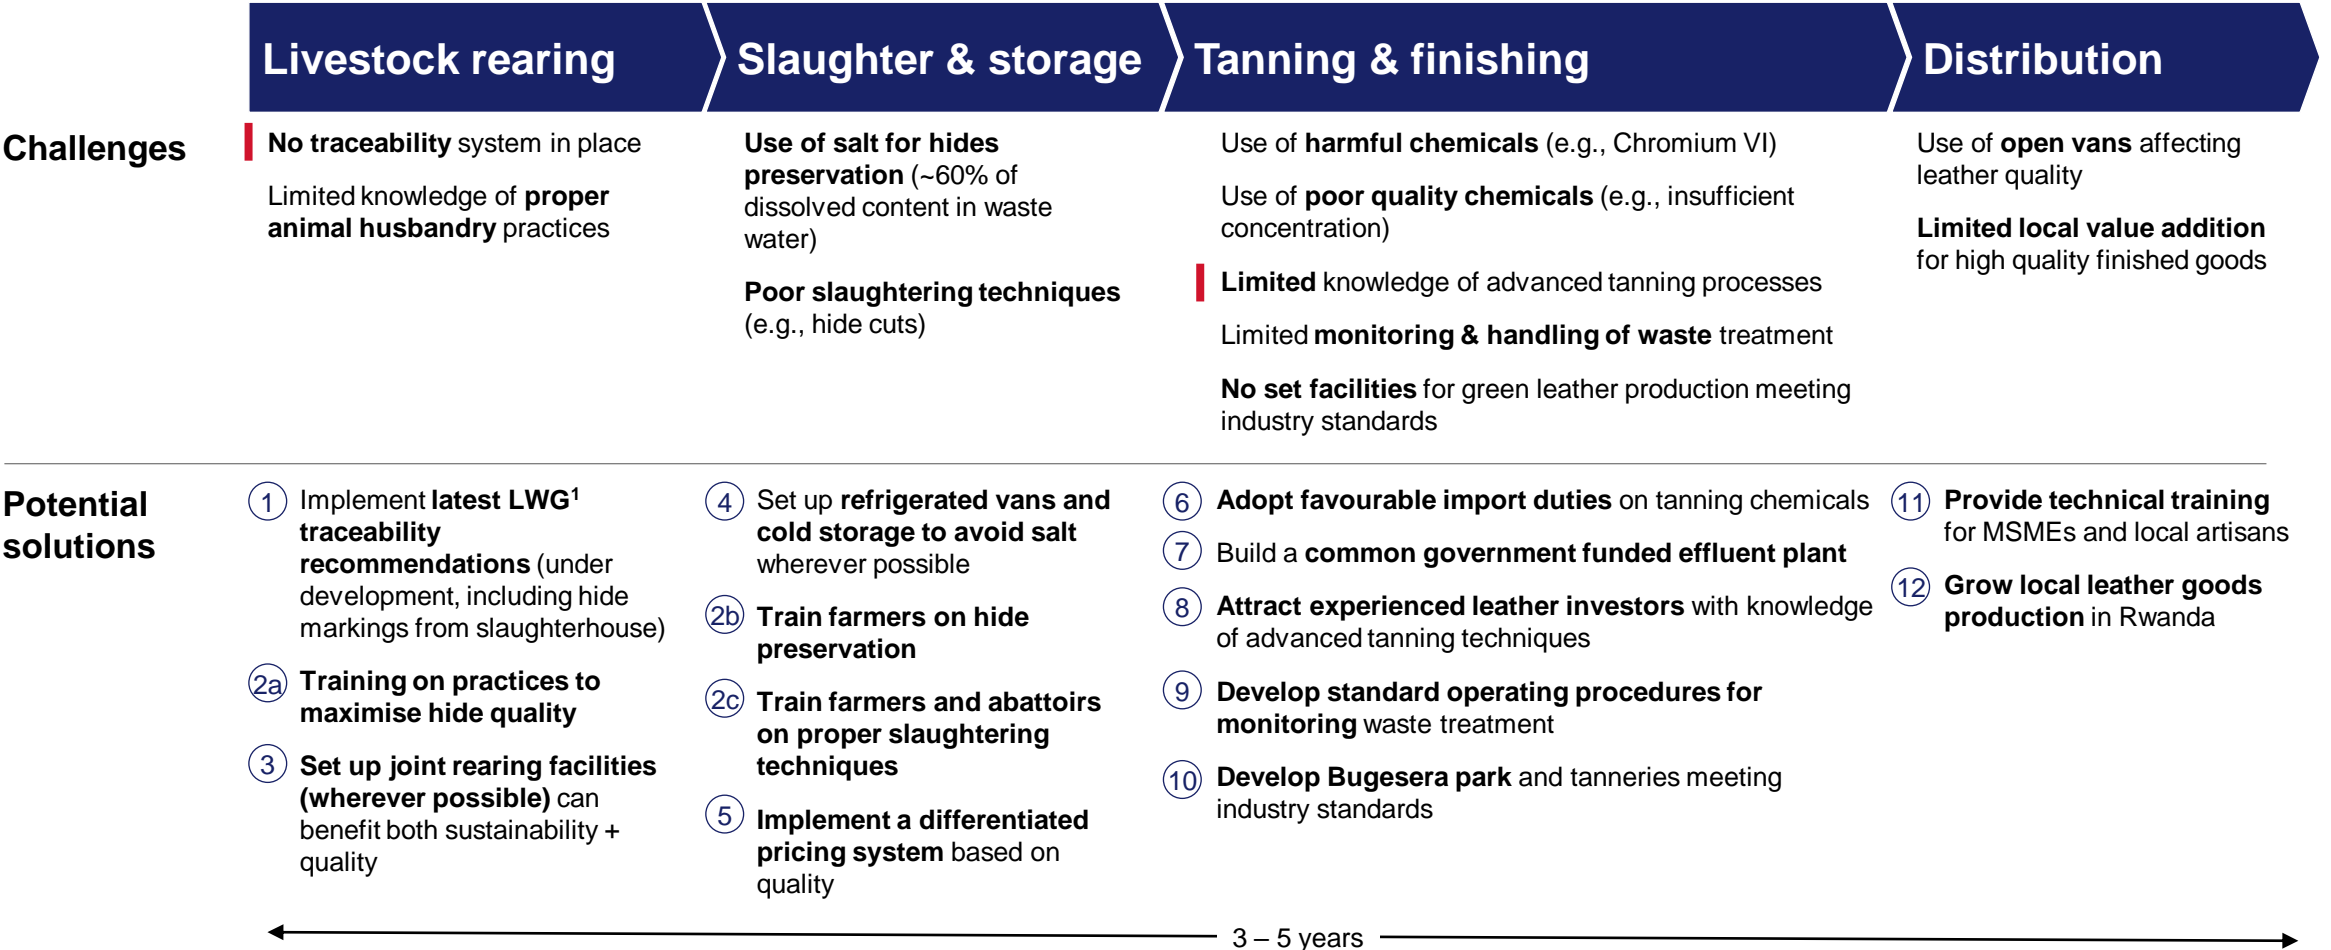 Livestock rearing
Slaughter & storage
Tanning & finishing
Distribution
Challenges
No traceability system in place
Limited knowledge of proper
animal husbandry practices
Use of salt for hides
preservation (~60% of
dissolved content in waste
water)
Poor slaughtering techniques
(e.g., hide cuts)
Use of harmful chemicals (e.g., Chromium VI)
Use of poor quality chemicals (e.g., insufficient
concentration)
Limited knowledge of advanced tanning processes
Limited monitoring & handling of waste treatment
No set facilities for green leather production meeting
industry standards
Use of open vans affecting
leather quality
Limited local value addition
for high quality finished goods
Potential
solutions
1 Implement latest LWG¹
traceability
recommendations (under
development, including hide
markings from slaughterhouse)
2a Training on practices to
maximise hide quality
3 Set up joint rearing facilities
(wherever possible) can
benefit both sustainability +
quality
4 Set up refrigerated vans and
cold storage to avoid salt
wherever possible
2b Train farmers on hide
preservation
2c Train farmers and abattoirs
on proper slaughtering
techniques
5 Implement a differentiated
pricing system based on
quality
6 Adopt favourable import duties on tanning chemicals
7 Build a common government funded effluent plant
8 Attract experienced leather investors with knowledge
of advanced tanning techniques
9 Develop standard operating procedures for
monitoring waste treatment
10 Develop Bugesera park and tanneries meeting
industry standards
11 Provide technical training
for MSMEs and local artisans
12 Grow local leather goods
production in Rwanda
3 – 5 years